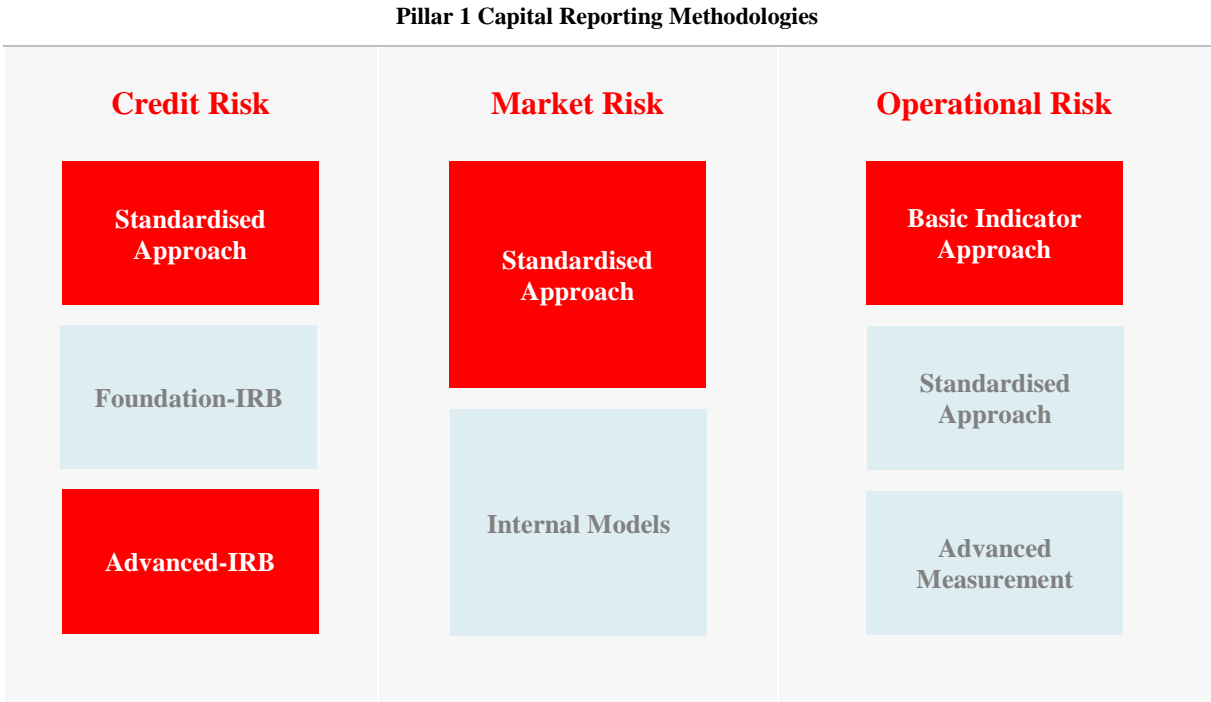 Pillar 1 Capital Reporting Methodologies
Credit Risk
Standardised
Approach
Foundation-IRB
Advanced-IRB
Market Risk
Standardised
Approach
Internal Models
Operational Risk
Basic Indicator
Approach
Standardised
Approach
Advanced
Measurement